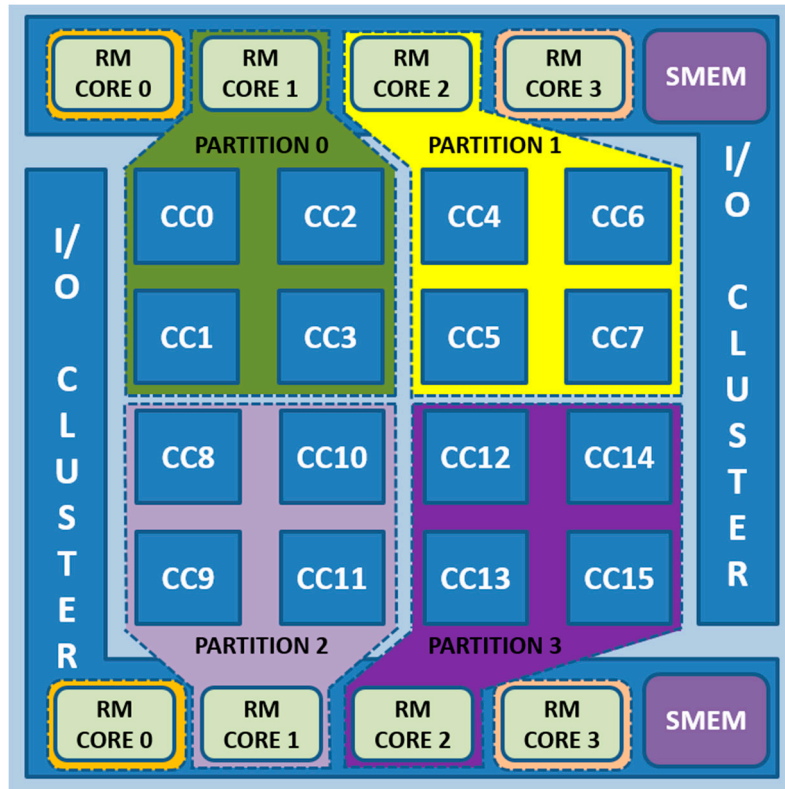 RM
CORE 0
RM
CORE 1
RM
CORE 2
RM
CORE 3
SMEM
PARTITION 0
PARTITION 1
I/
O
C
L
U
S
T
E
R
CC0
CC2
CC4
CC6
CC1
CC3
CC5
CC7
I/
O
C
L
U
S
T
E
R
CC8
CC10
CC12
CC14
CC9
CC11
CC13
CC15
PARTITION 2
PARTITION 3
RM
CORE 0
RM
CORE 1
RM
CORE 2
RM
CORE 3
SMEM